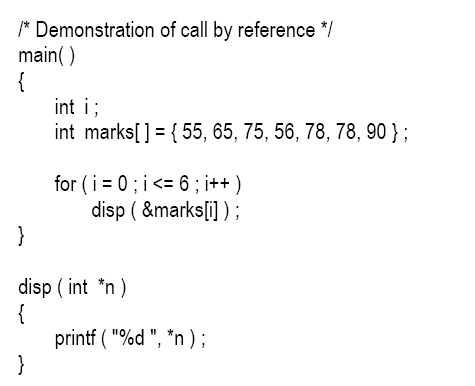 /* Demonstration of call by reference */
main( )
{
int i ;
int marks[ ] = { 55, 65, 75, 56, 78, 78, 90 } ;
for ( i = 0 ; i <= 6 ; i++ )
disp ( &marks[i] ) ;
}
disp ( int *n )
{
printf ( "%d ", *n ) ;
}